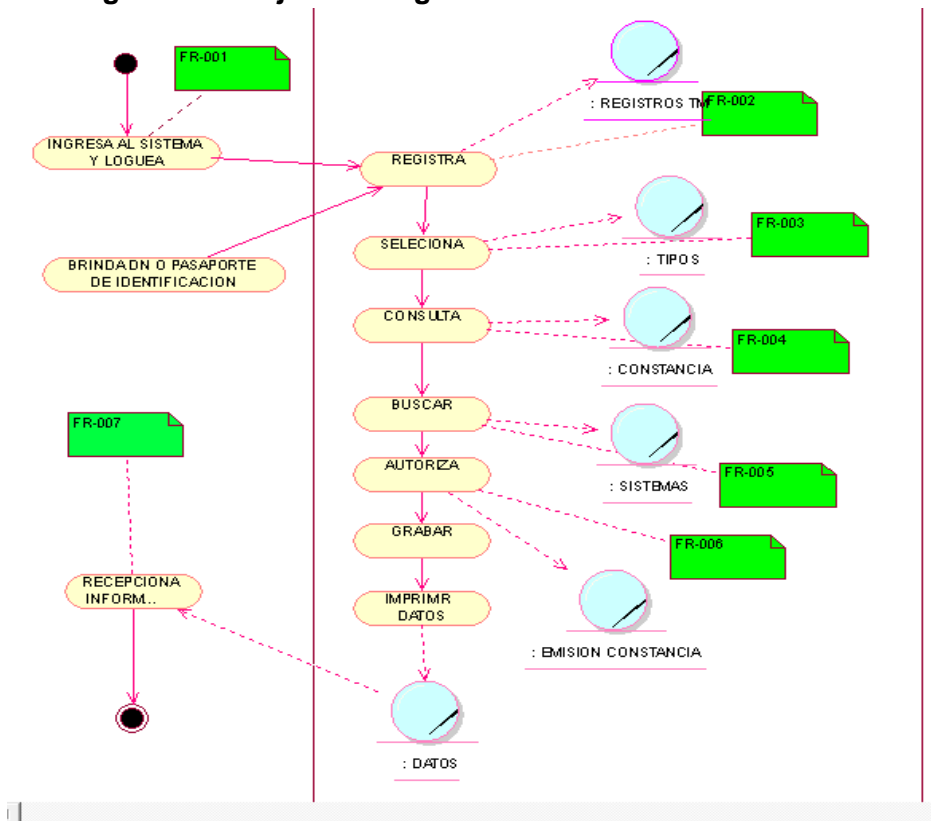 FR-001
: REGISTROS TM
FR-002
INGRESA AL SISTEMA
Y LOGUEA
REGISTRA
BRINDA DN O PASAPORTE
DE IDENTIFICACION
SELECIONA
: TIPOS
FR-003
CONSULTA
: CONSTANCIA
FR-004
BUSCAR
: SISTEMAS
FR-005
FR-007
AUTORIZA
FR-006
GRABAR
RECEPCIONA
INFORM...
IMPRIMR
DATOS
: EMISION CONSTANCIA
: DATOS